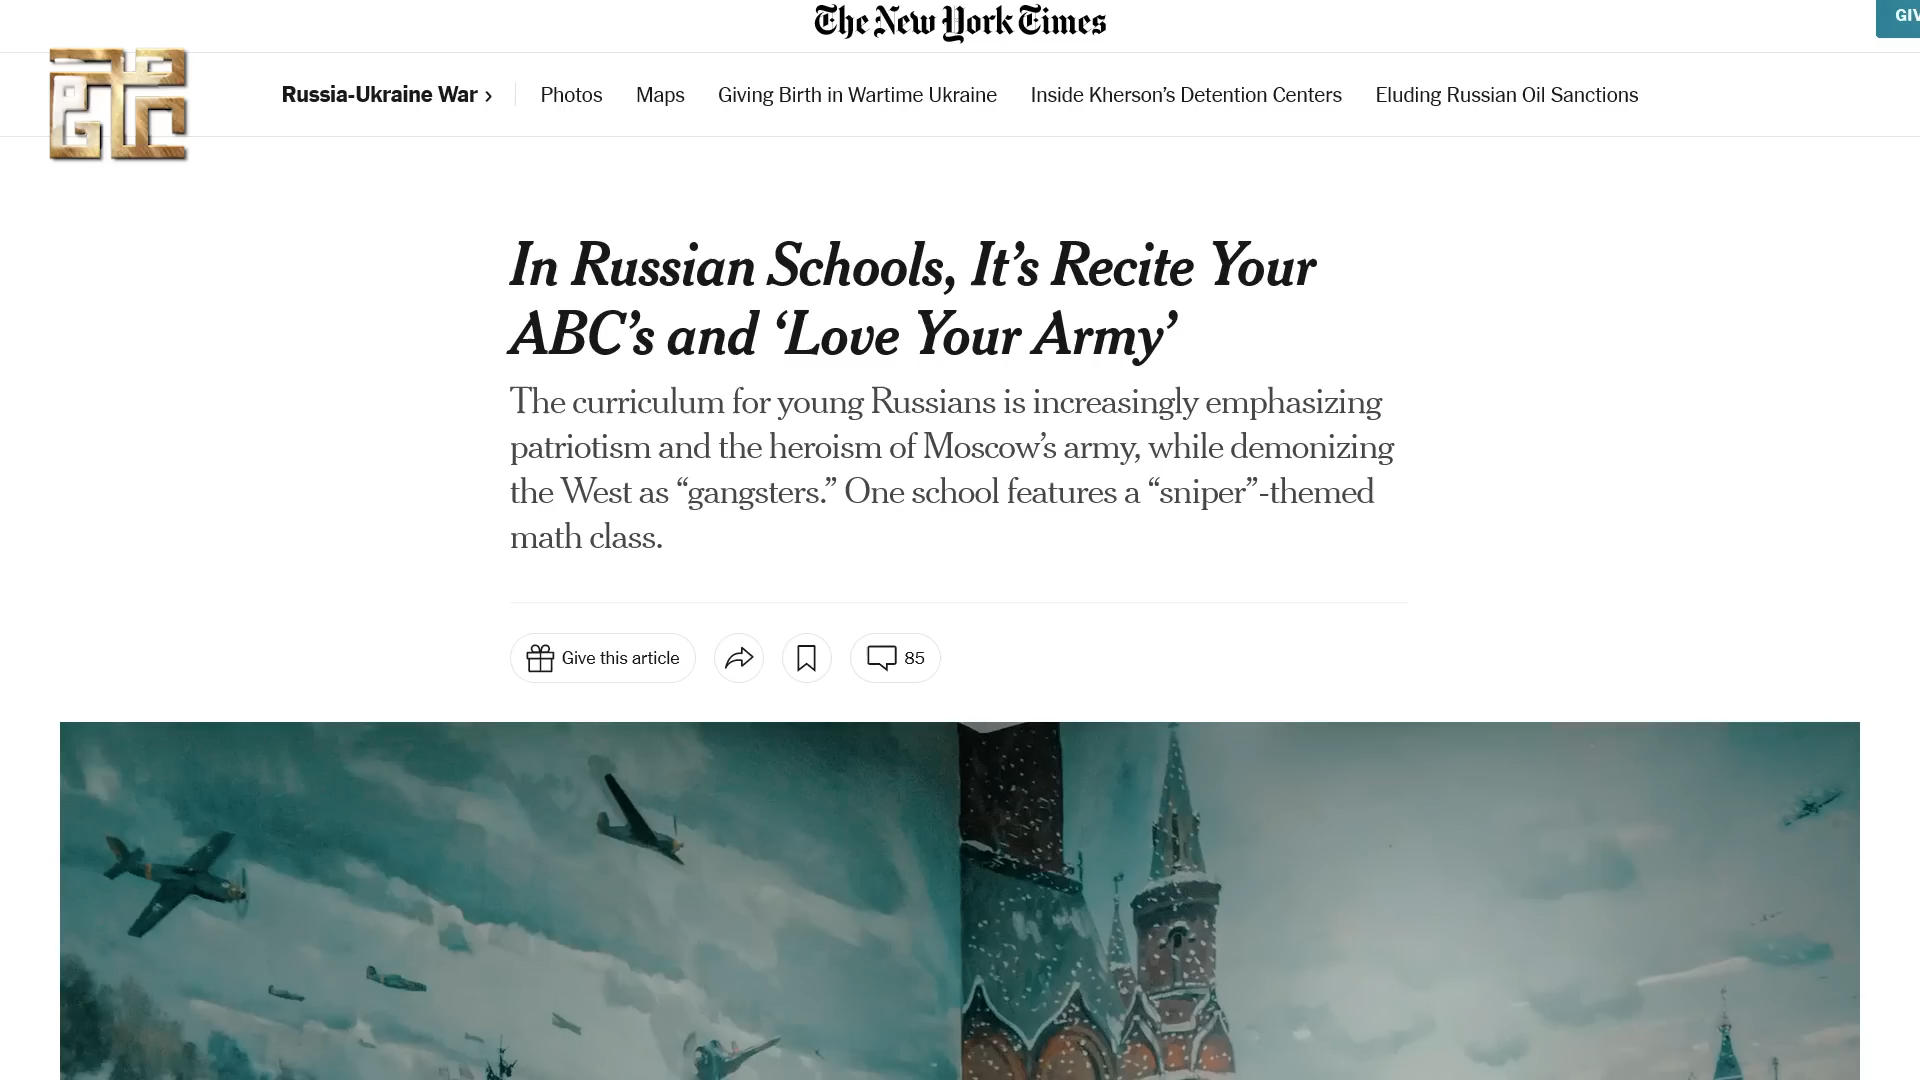 The New York Times
GIV
Russia-Ukraine War ›
Photos
Maps
Giving Birth in Wartime Ukraine
Inside Kherson’s Detention Centers
Eluding Russian Oil Sanctions
In Russian Schools, It’s Recite Your
ABC’s and ‘Love Your Army’
The curriculum for young Russians is increasingly emphasizing
patriotism and the heroism of Moscow’s army, while demonizing
the West as “gangsters.” One school features a “sniper”-themed
math class.
Give this article
85